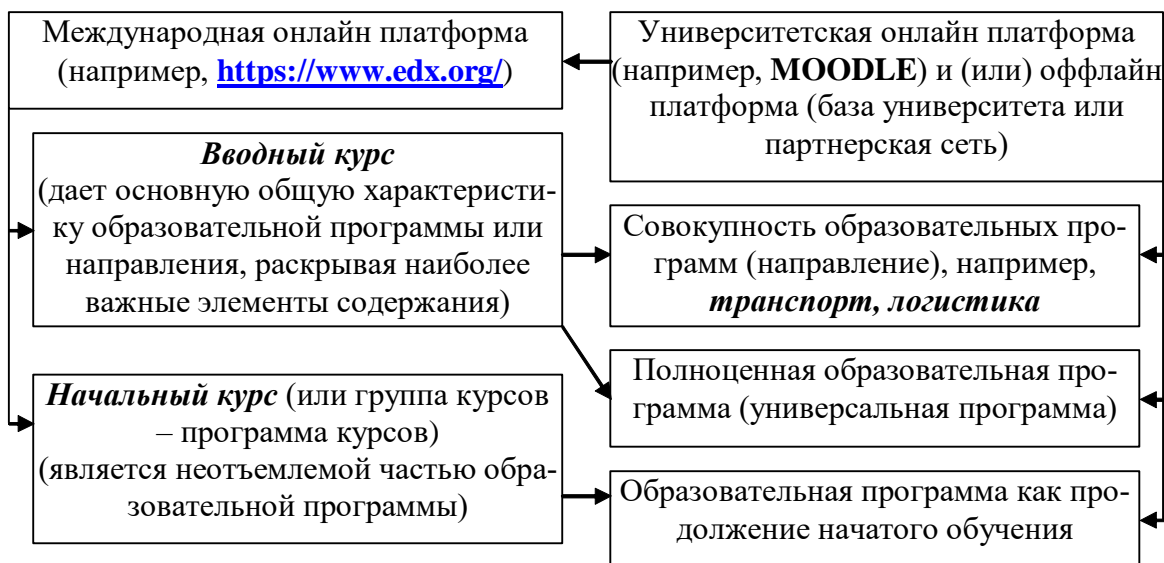 Международная онлайн платформа
(например, https://www.edx.org/)
Университетская онлайн платформа
(например, MOODLE) и (или) оффлайн
платформа (база университета или
партнерская сеть)
Вводный курс
(дает основную общую характеристи-
ку образовательной программы или
направления, раскрывая наиболее
важные элементы содержания)
Совокупность образовательных про-
грамм (направление), например,
транспорт, логистика
Полноценная образовательная про-
грамма (универсальная программа)
Начальный курс (или группа курсов
– программа курсов)
(является неотъемлемой частью обра-
зовательной программы)
Образовательная программа как про-
должение начатого обучения